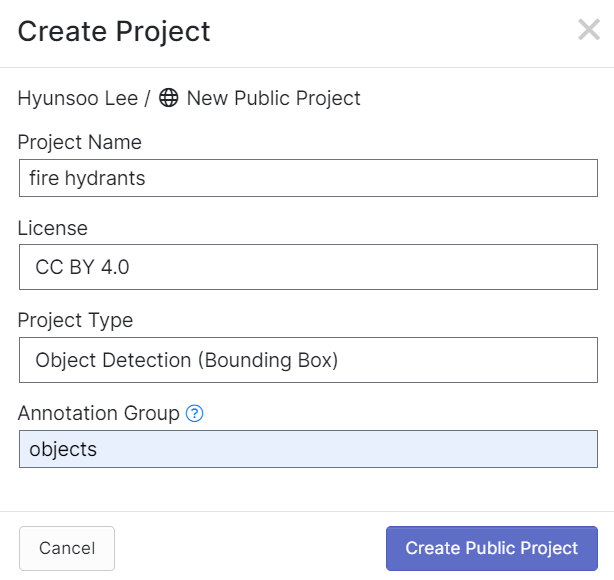 Create Project
Hyunsoo Lee / New Public Project
Project Name
fire hydrants
License
CC BY 4.0
Project Type
Object Detection (Bounding Box)
Annotation Group ?
objects
Cancel
Create Public Project